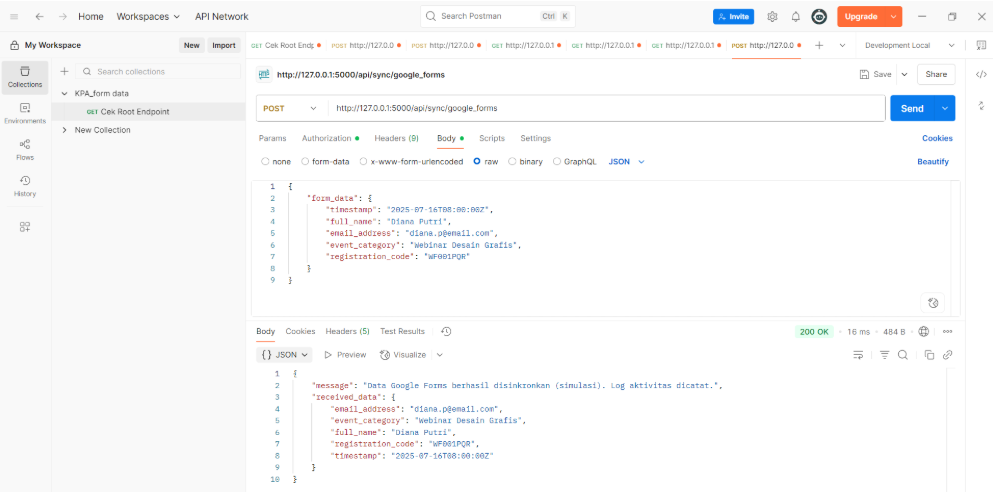 Home Workspaces API Network Search Postman Ctrl K Invite Upgrade
My Workspace New Import
GET Cek Root Endp POST http://127.0.0 POST http://127.0.0 GET http://127.0.0.1 GET http://127.0.0.1 GET http://127.0.0.1 POST http://127.0.0 Development Local
Collections
Environments
Flows
History
Search collections
KPA_form data
GET Cek Root Endpoint
New Collection
http://127.0.0.1:5000/api/sync/google_forms Save Share
POST http://127.0.0.1:5000/api/sync/google_forms Send
Params Authorization Headers (9) Body Scripts Settings Cookies
none form-data x-www-form-urlencoded raw binary GraphQL JSON Beautify
1 {
2 "form_data": {
3 "timestamp": "2025-07-16T08:00:00Z",
4 "full_name": "Diana Putri",
5 "email_address": "diana.p@email.com",
6 "event_category": "Webinar Desain Grafis",
7 "registration_code": "WF001PQR"
8 }
9 }
Body Cookies Headers (5) Test Results 200 OK 16 ms 484 B
{} JSON Preview Visualize
1 {
2 "message": "Data Google Forms berhasil disinkronkan (simulasi). Log aktivitas dicatat.",
3 "received_data": {
4 "email_address": "diana.p@email.com",
5 "event_category": "Webinar Desain Grafis",
6 "full_name": "Diana Putri",
7 "registration_code": "WF001PQR",
8 "timestamp": "2025-07-16T08:00:00Z"
9 }
10 }